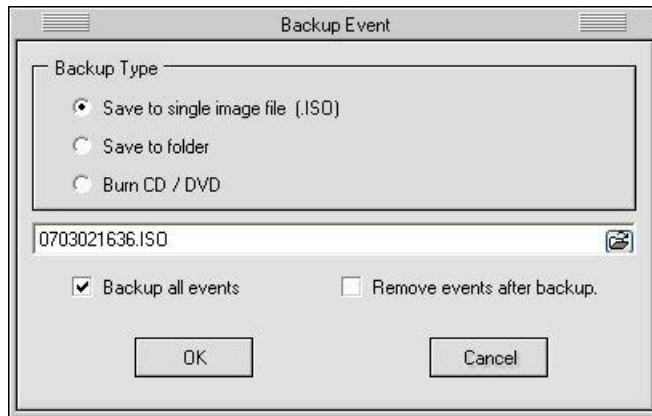 Backup Event
Backup Type
Save to single image file (.ISO)
Save to folder
Burn CD / DVD
0703021636.ISO
Backup all events
Remove events after backup.
OK
Cancel